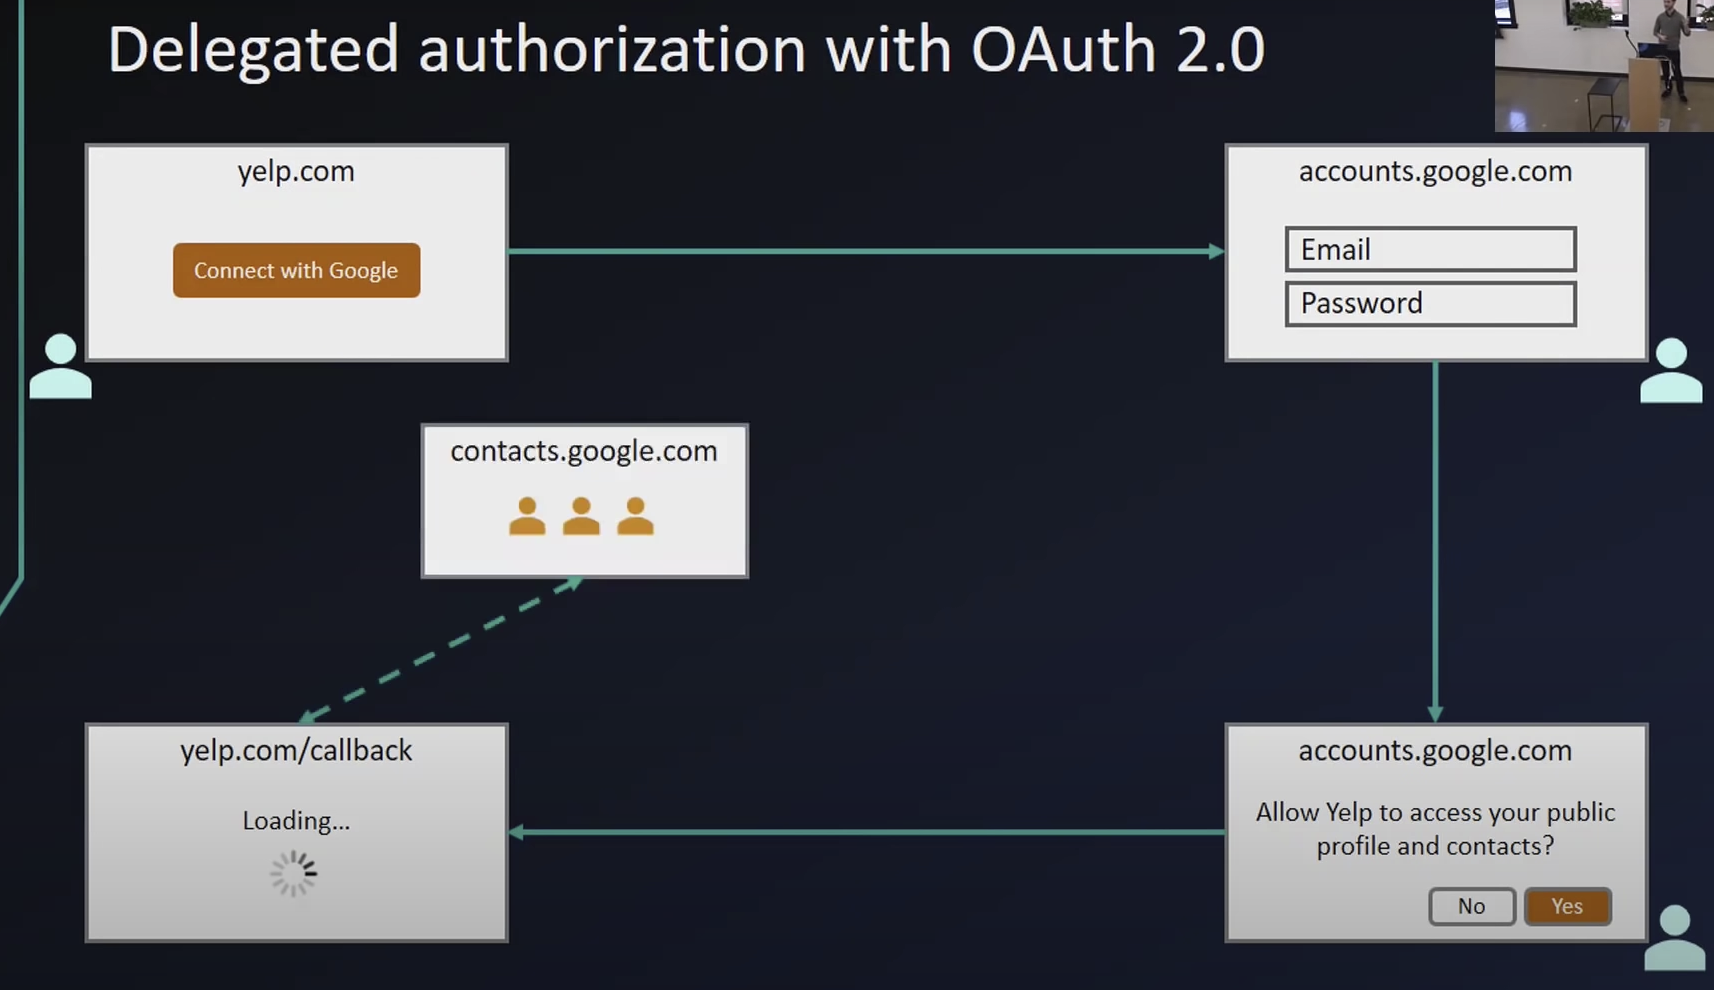 Delegated authorization with OAuth 2.0
yelp.com
Connect with Google
accounts.google.com
Email
Password
contacts.google.com
yelp.com/callback
Loading...
accounts.google.com
Allow Yelp to access your public
profile and contacts?
No
Yes